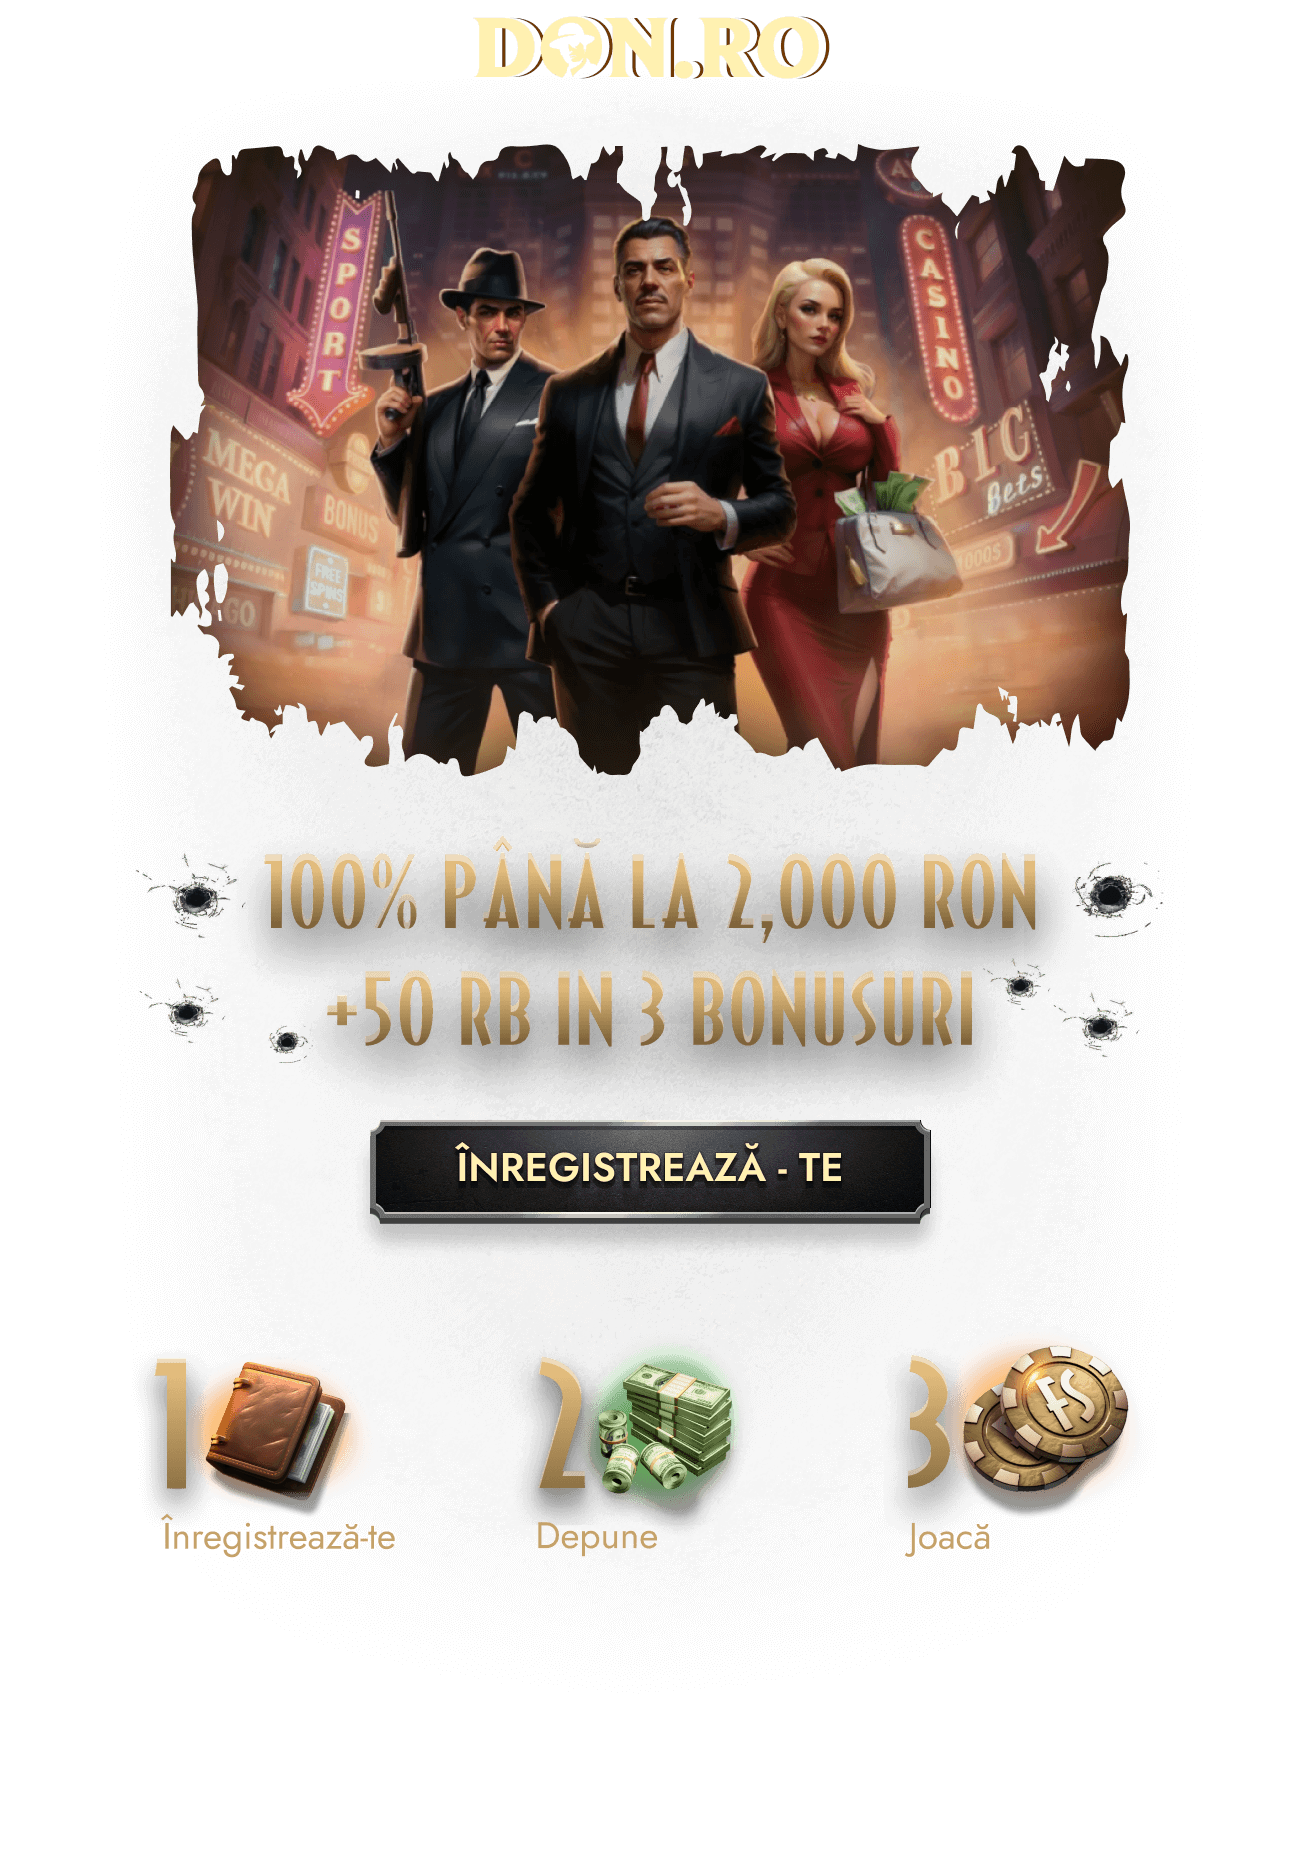 DON.RO
SPORT
CASINO
MEGA
WIN
BONUS
FREE
SPINS
BIG
Bets
100% PÂNĂ LA 2,000 RON
+50 RB IN 3 BONUSURI
ÎNREGISTREAZĂ - TE
1
2
3
FS
Înregistrează-te
Depune
Joacă